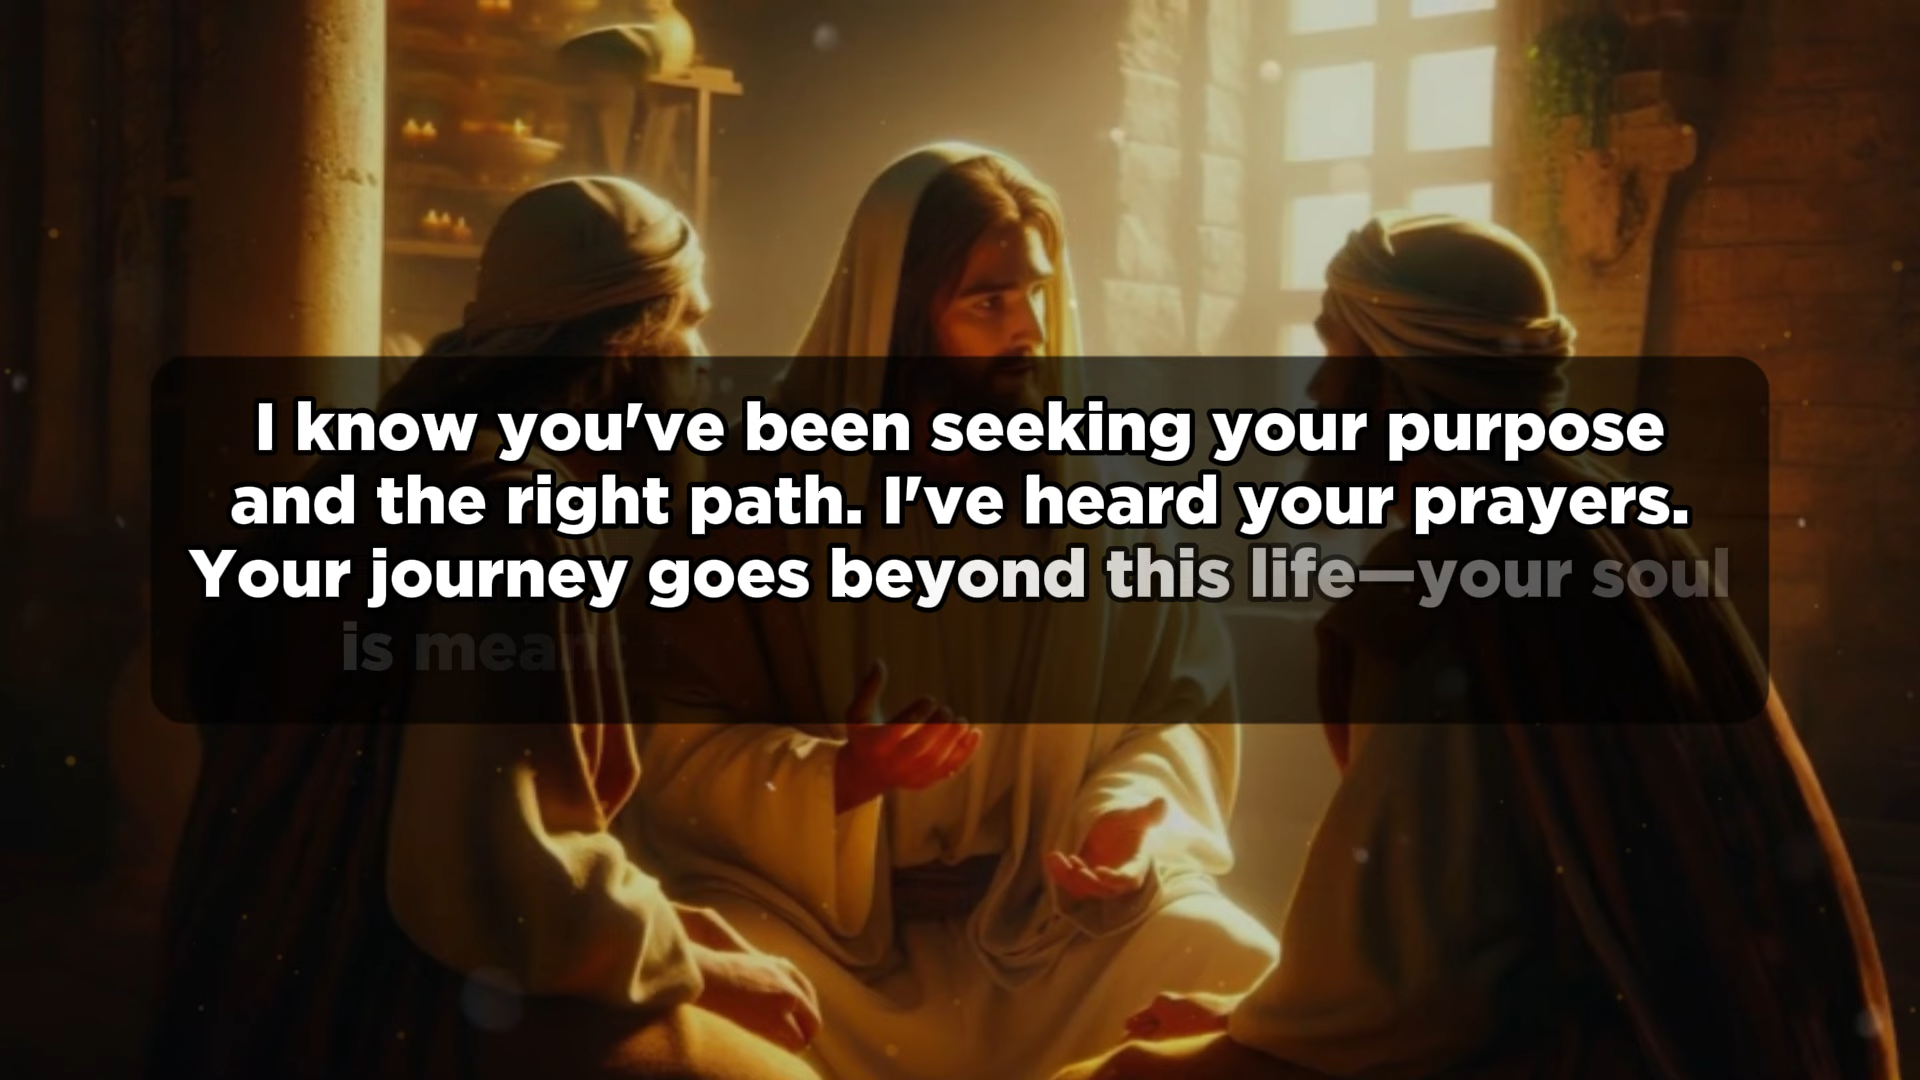 I know you've been seeking your purpose
and the right path. I've heard your prayers.
Your journey goes beyond this life—your soul
is meant